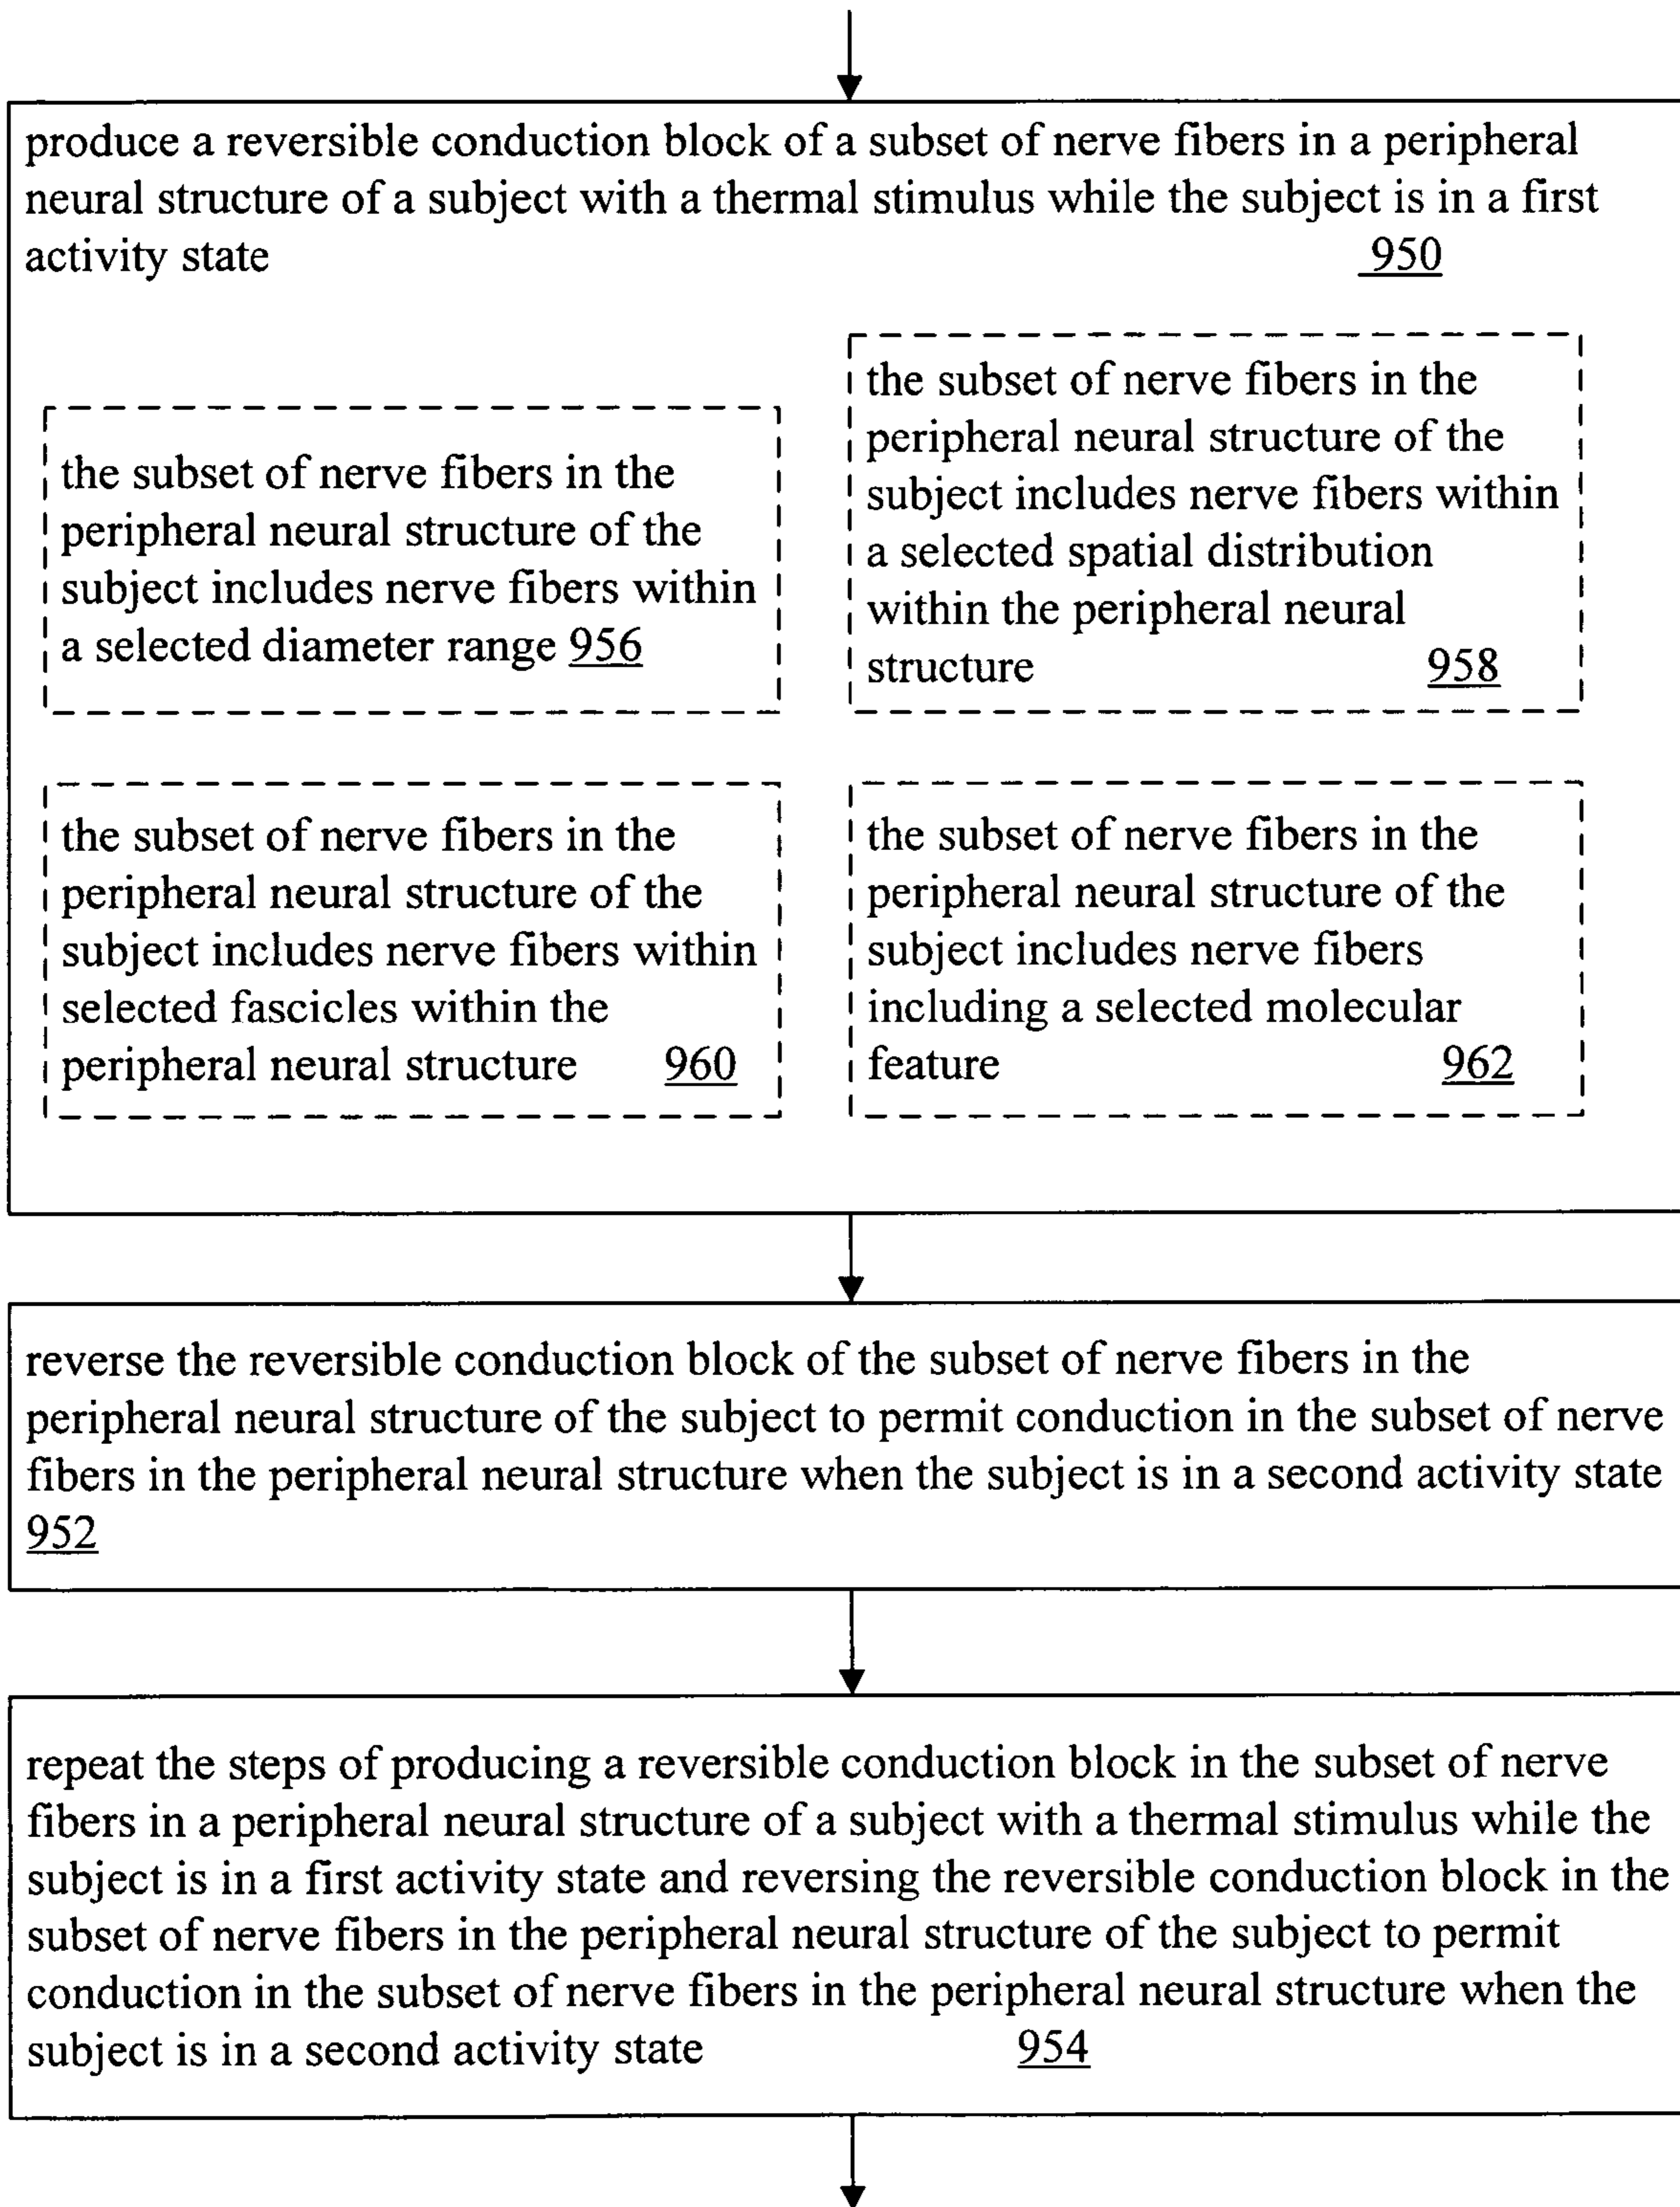 produce a reversible conduction block of a subset of nerve fibers in a peripheral
neural structure of a subject with a thermal stimulus while the subject is in a first
activity state 950
the subset of nerve fibers in the
peripheral neural structure of the
subject includes nerve fibers within
a selected diameter range 956
the subset of nerve fibers in the
peripheral neural structure of the
subject includes nerve fibers within
a selected spatial distribution
within the peripheral neural
structure 958
the subset of nerve fibers in the
peripheral neural structure of the
subject includes nerve fibers within
selected fascicles within the
peripheral neural structure 960
the subset of nerve fibers in the
peripheral neural structure of the
subject includes nerve fibers
including a selected molecular
feature 962
reverse the reversible conduction block of the subset of nerve fibers in the
peripheral neural structure of the subject to permit conduction in the subset of nerve
fibers in the peripheral neural structure when the subject is in a second activity state
952
repeat the steps of producing a reversible conduction block in the subset of nerve
fibers in a peripheral neural structure of a subject with a thermal stimulus while the
subject is in a first activity state and reversing the reversible conduction block in the
subset of nerve fibers in the peripheral neural structure of the subject to permit
conduction in the subset of nerve fibers in the peripheral neural structure when the
subject is in a second activity state 954